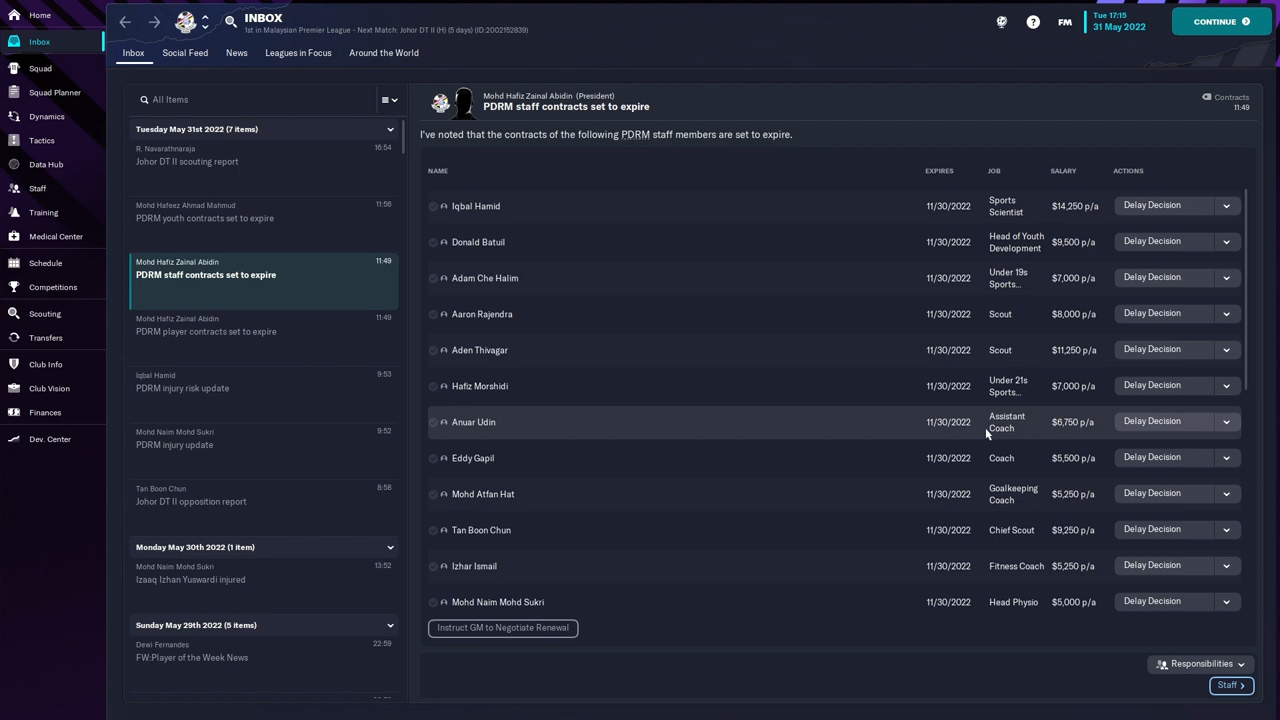 Home
Inbox
Squad
Squad Planner
Dynamics
Tactics
Data Hub
Staff
Training
Medical Center
Schedule
Competitions
Scouting
Transfers
Club Info
Club Vision
Finances
Dev. Center
INBOX
1st in Malaysian Premier League - Next Match: Johor DT II (H) (5 days) (ID:2002152839)
FM
Tue 17:15
31 May 2022
CONTINUE
Inbox
Social Feed
News
Leagues in Focus
Around the World
All Items
Tuesday May 31st 2022 (7 items)
R. Navarathnaraja 16:54
Johor DT II scouting report
Mohd Hafeez Ahmad Mahmud 11:56
PDRM youth contracts set to expire
Mohd Hafiz Zainal Abidin 11:49
PDRM staff contracts set to expire
Mohd Hafiz Zainal Abidin 11:49
PDRM player contracts set to expire
Iqbal Hamid 9:53
PDRM injury risk update
Mohd Naim Mohd Sukri 9:52
PDRM injury update
Tan Boon Chun 8:58
Johor DT II opposition report
Monday May 30th 2022 (1 item)
Mohd Naim Mohd Sukri 13:52
Izaaq Izhan Yuswardi injured
Sunday May 29th 2022 (5 items)
Dewi Fernandes 22:59
FW:Player of the Week News
Mohd Hafiz Zainal Abidin (President)
PDRM staff contracts set to expire
Contracts
11:49
I've noted that the contracts of the following PDRM staff members are set to expire.
NAME EXPIRES JOB SALARY ACTIONS
Iqbal Hamid 11/30/2022 Sports Scientist $14,250 p/a Delay Decision
Donald Batuil 11/30/2022 Head of Youth Development $9,500 p/a Delay Decision
Adam Che Halim 11/30/2022 Under 19s Sports... $7,000 p/a Delay Decision
Aaron Rajendra 11/30/2022 Scout $8,000 p/a Delay Decision
Aden Thivagar 11/30/2022 Scout $11,250 p/a Delay Decision
Hafiz Morshidi 11/30/2022 Under 21s Sports... $7,000 p/a Delay Decision
Anuar Udin 11/30/2022 Assistant Coach $6,750 p/a Delay Decision
Eddy Gapil 11/30/2022 Coach $5,500 p/a Delay Decision
Mohd Atfan Hat 11/30/2022 Goalkeeping Coach $5,250 p/a Delay Decision
Tan Boon Chun 11/30/2022 Chief Scout $9,250 p/a Delay Decision
Izhar Ismail 11/30/2022 Fitness Coach $5,250 p/a Delay Decision
Mohd Naim Mohd Sukri 11/30/2022 Head Physio $5,000 p/a Delay Decision
Instruct GM to Negotiate Renewal
Responsibilities
Staff